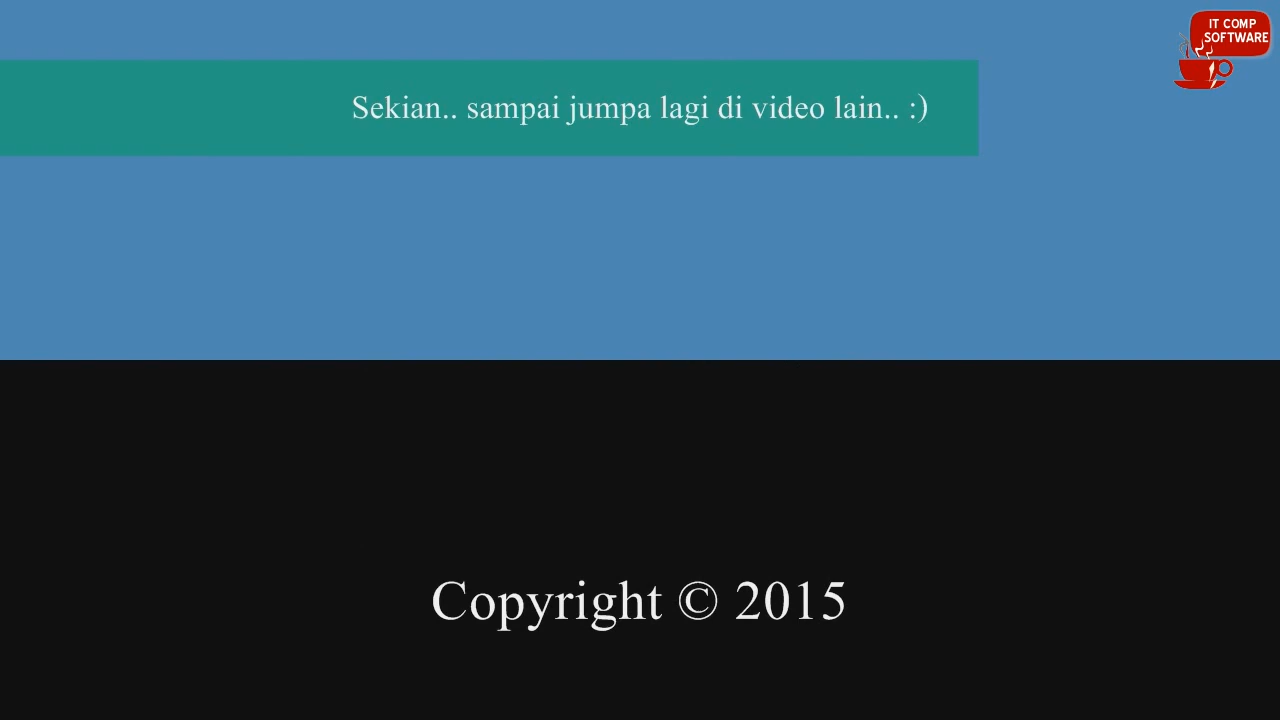 IT COMP
SOFTWARE
Sekian.. sampai jumpa lagi di video lain.. :)
Copyright © 2015